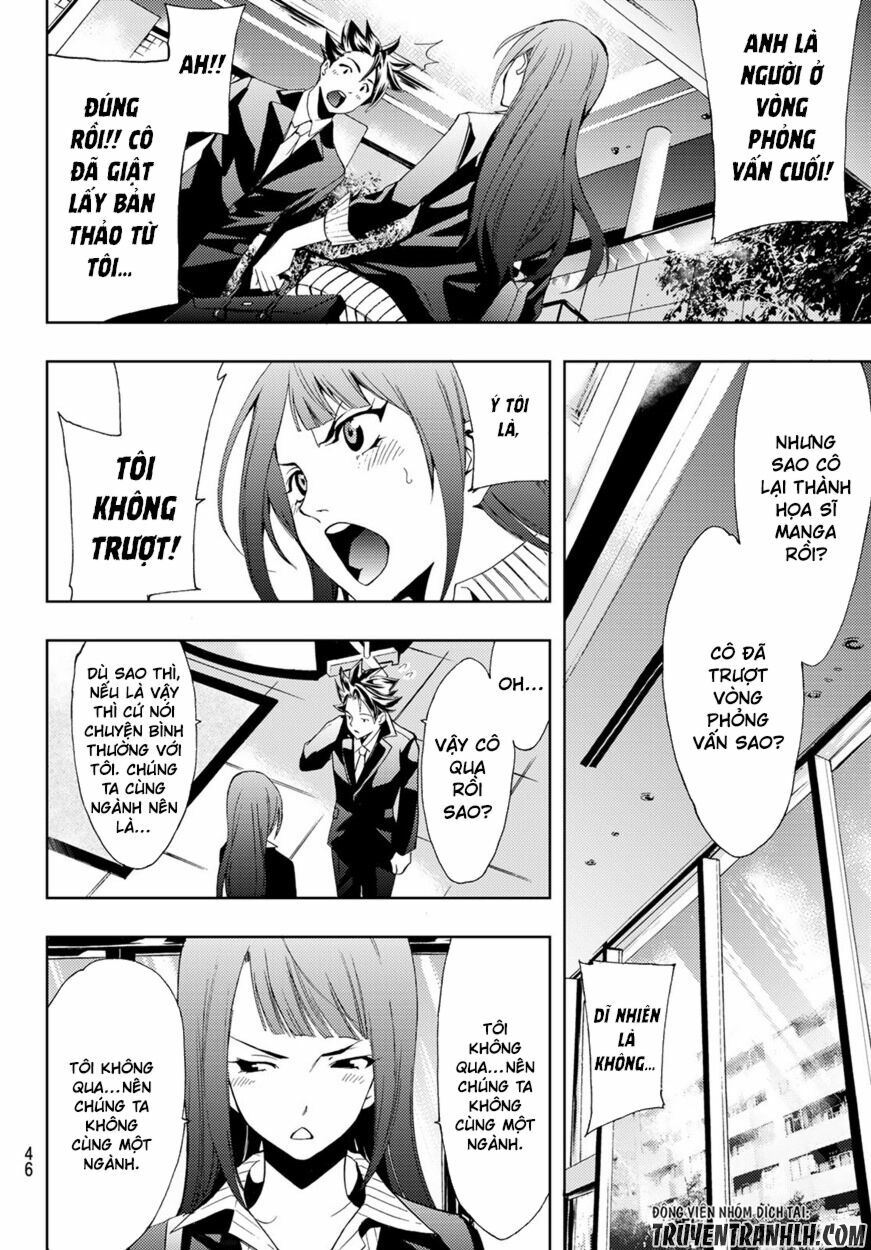 ANH LÀ
NGƯỜI Ở
VÒNG
PHỎNG
VẤN CUỐI!
AH!!
ĐÚNG
RỒI!! CÔ
ĐÃ GIẬT
LẤY BẢN
THẢO TỪ
TÔI...
NHƯNG
SAO CÔ
LẠI THÀNH
HỌA SĨ
MANGA
RỒI?
CÔ ĐÃ
TRƯỢT
VÒNG
PHỎNG
VẤN SAO?
DĨ NHIÊN
LÀ
KHÔNG...
Ý TÔI
LÀ,
TÔI
KHÔNG
TRƯỢT!
OH...
VẬY CÔ
QUA
RỒI
SAO?
DÙ SAO THÌ,
NẾU LÀ VẬY
THÌ CỨ NÓI
CHUYỆN BÌNH
THƯỜNG VỚI
TÔI. CHÚNG
TA CÙNG
NGÀNH NÊN
LÀ...
TÔI
KHÔNG
QUA...NÊN
CHÚNG TA
KHÔNG
CÙNG MỘT
NGÀNH.
TÔI KHÔNG
QUA...NÊN
CHÚNG TA
KHÔNG
CÙNG MỘT
NGÀNH.
46
ĐỘNG VIÊN NHÓM DỊCH TẠI:
TRUYENTRANHLH.COM